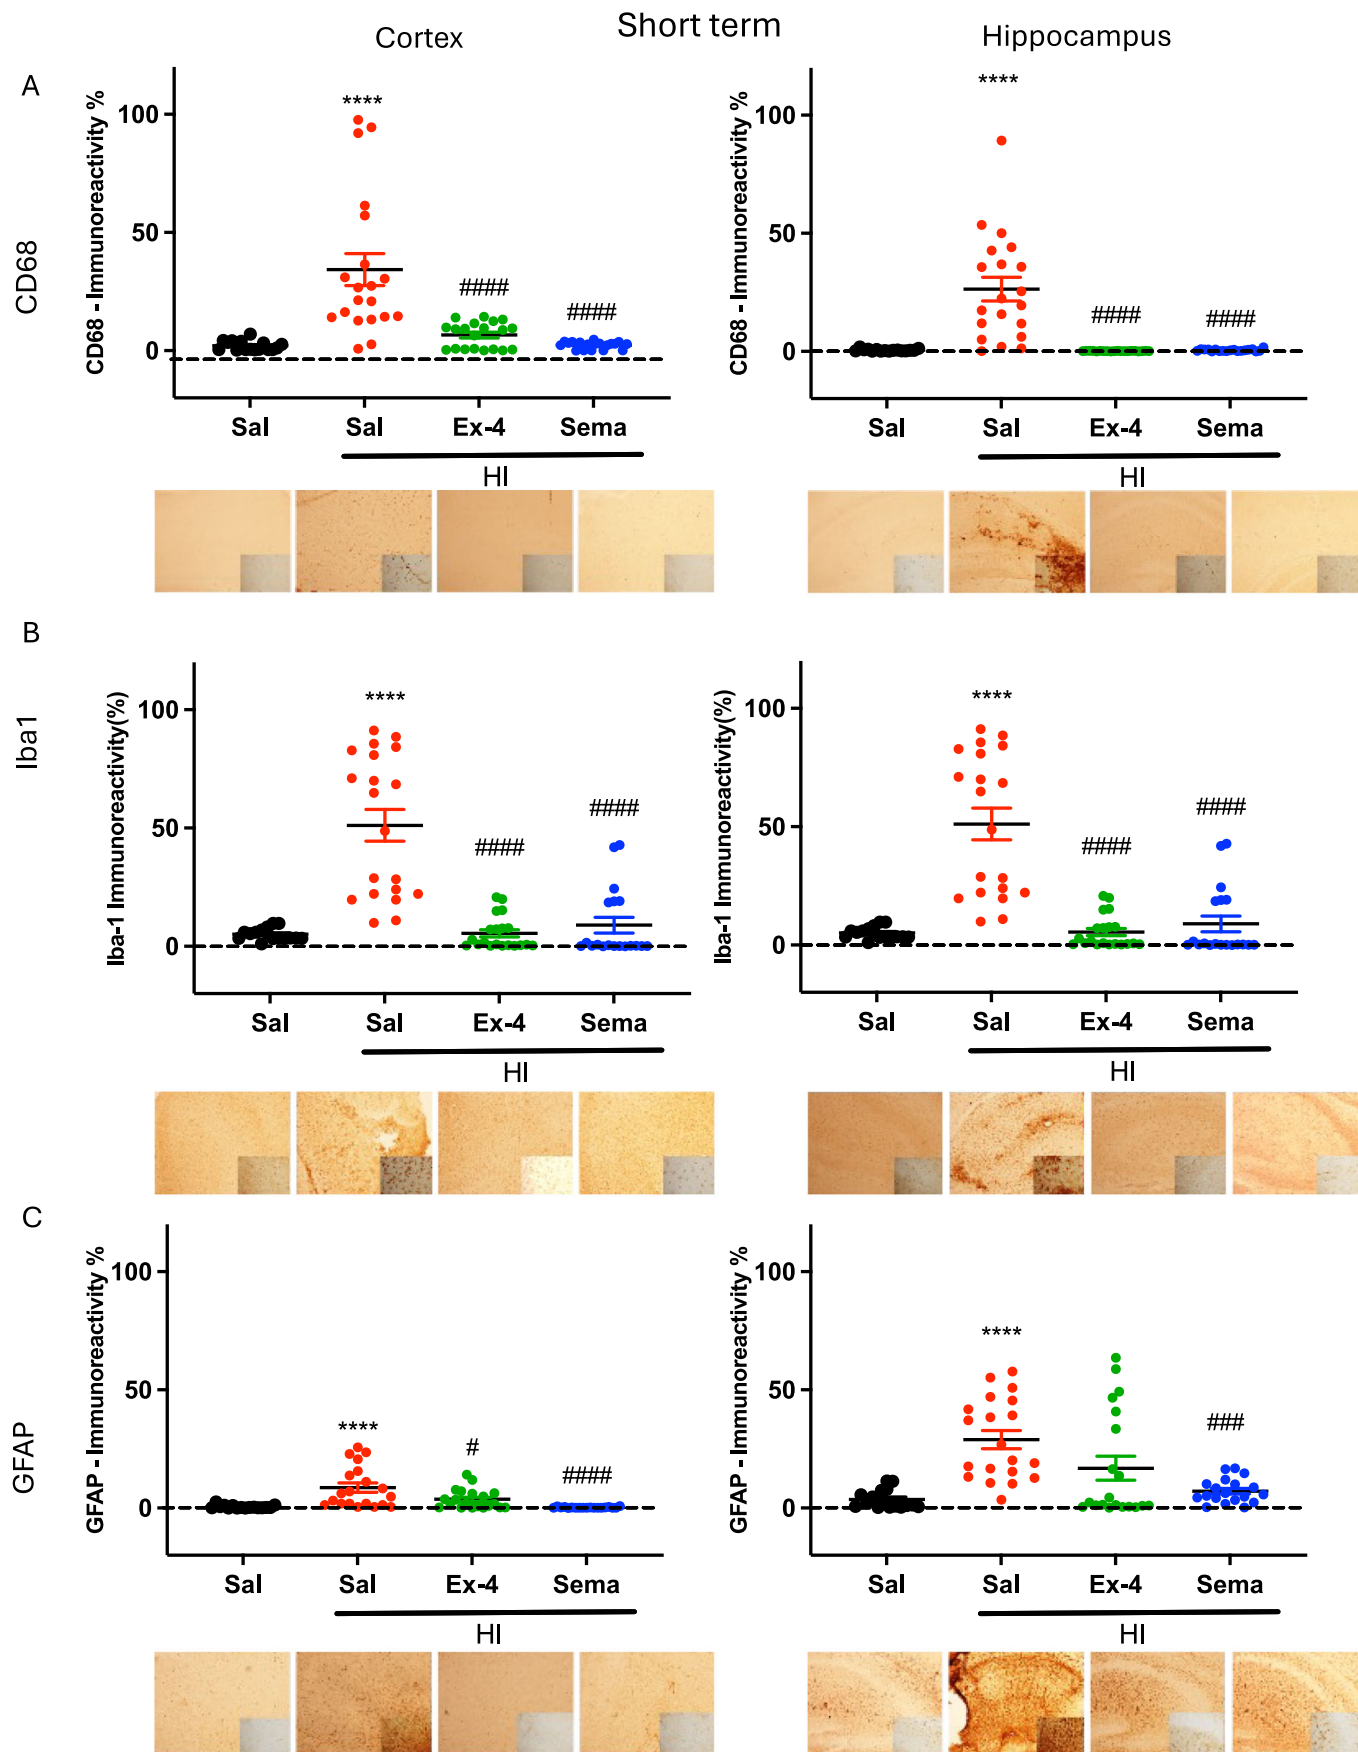 Short term
Cortex
Hippocampus
A
CD68
CD68 - Immunoreactivity %
100
50
0
****
####
####
Sal
Sal
Ex-4
Sema
HI
CD68 - Immunoreactivity %
100
50
0
****
####
####
Sal
Sal
Ex-4
Sema
HI
B
Iba1
Iba-1 Immunoreactivity(%)
100
50
0
****
####
####
Sal
Sal
Ex-4
Sema
HI
Iba-1 Immunoreactivity(%)
100
50
0
****
####
####
Sal
Sal
Ex-4
Sema
HI
C
GFAP
GFAP - Immunoreactivity %
100
50
0
****
#
####
Sal
Sal
Ex-4
Sema
HI
GFAP - Immunoreactivity %
100
50
0
****
###
Sal
Sal
Ex-4
Sema
HI